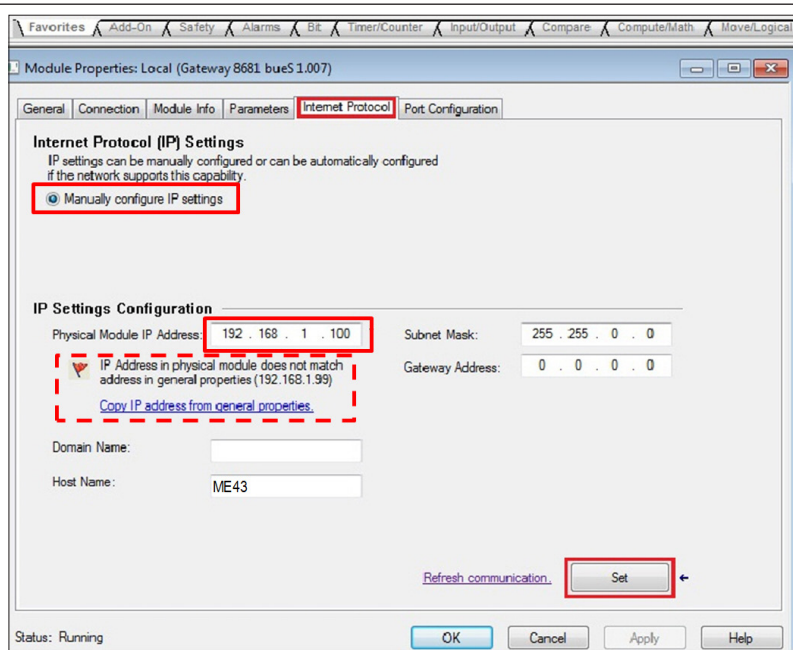 Favorites Add-On Safety Alarms Bit Timer/Counter Input/Output Compare Compute/Math Move/Logical
Module Properties: Local (Gateway 8681 bueS 1.007)
General Connection Module Info Parameters Internet Protocol Port Configuration
Internet Protocol (IP) Settings
IP settings can be manually configured or can be automatically configured
if the network supports this capability.
Manually configure IP settings
IP Settings Configuration
Physical Module IP Address: 192 . 168 . 1 . 100 Subnet Mask: 255 . 255 . 0 . 0
IP Address in physical module does not match
address in general properties (192.168.1.99)
Gateway Address: 0 . 0 . 0 . 0
Copy IP address from general properties.
Domain Name:
Host Name: ME43
Refresh communication. Set
Status: Running OK Cancel Apply Help